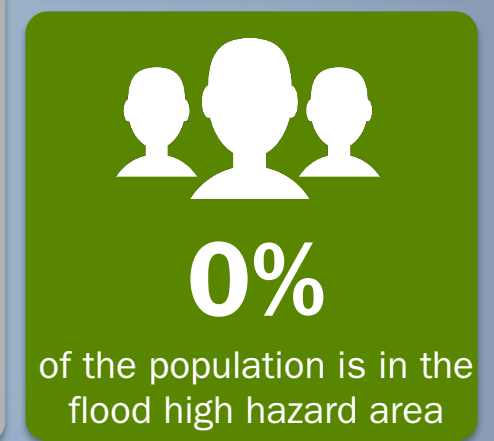 0%
of the population is in the
flood high hazard area